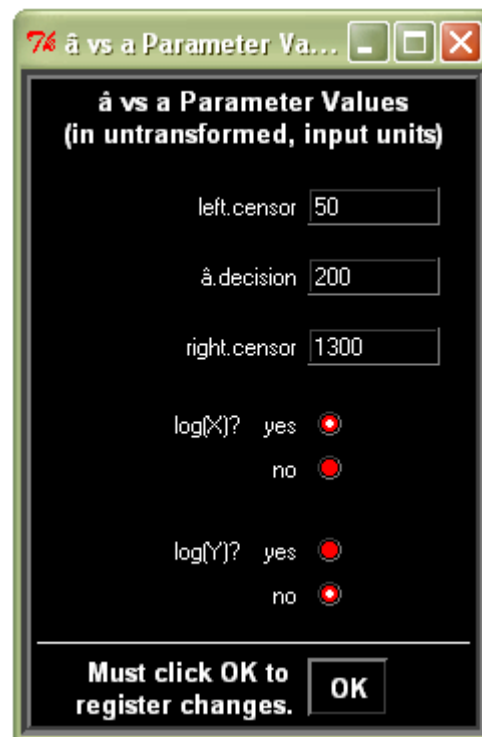 â vs a Parameter Va...
â vs a Parameter Values
(in untransformed, input units)
left.censor 50
â.decision 200
right.censor 1300
log(X)? yes
no
log(Y)? yes
no
Must click OK to
register changes.
OK